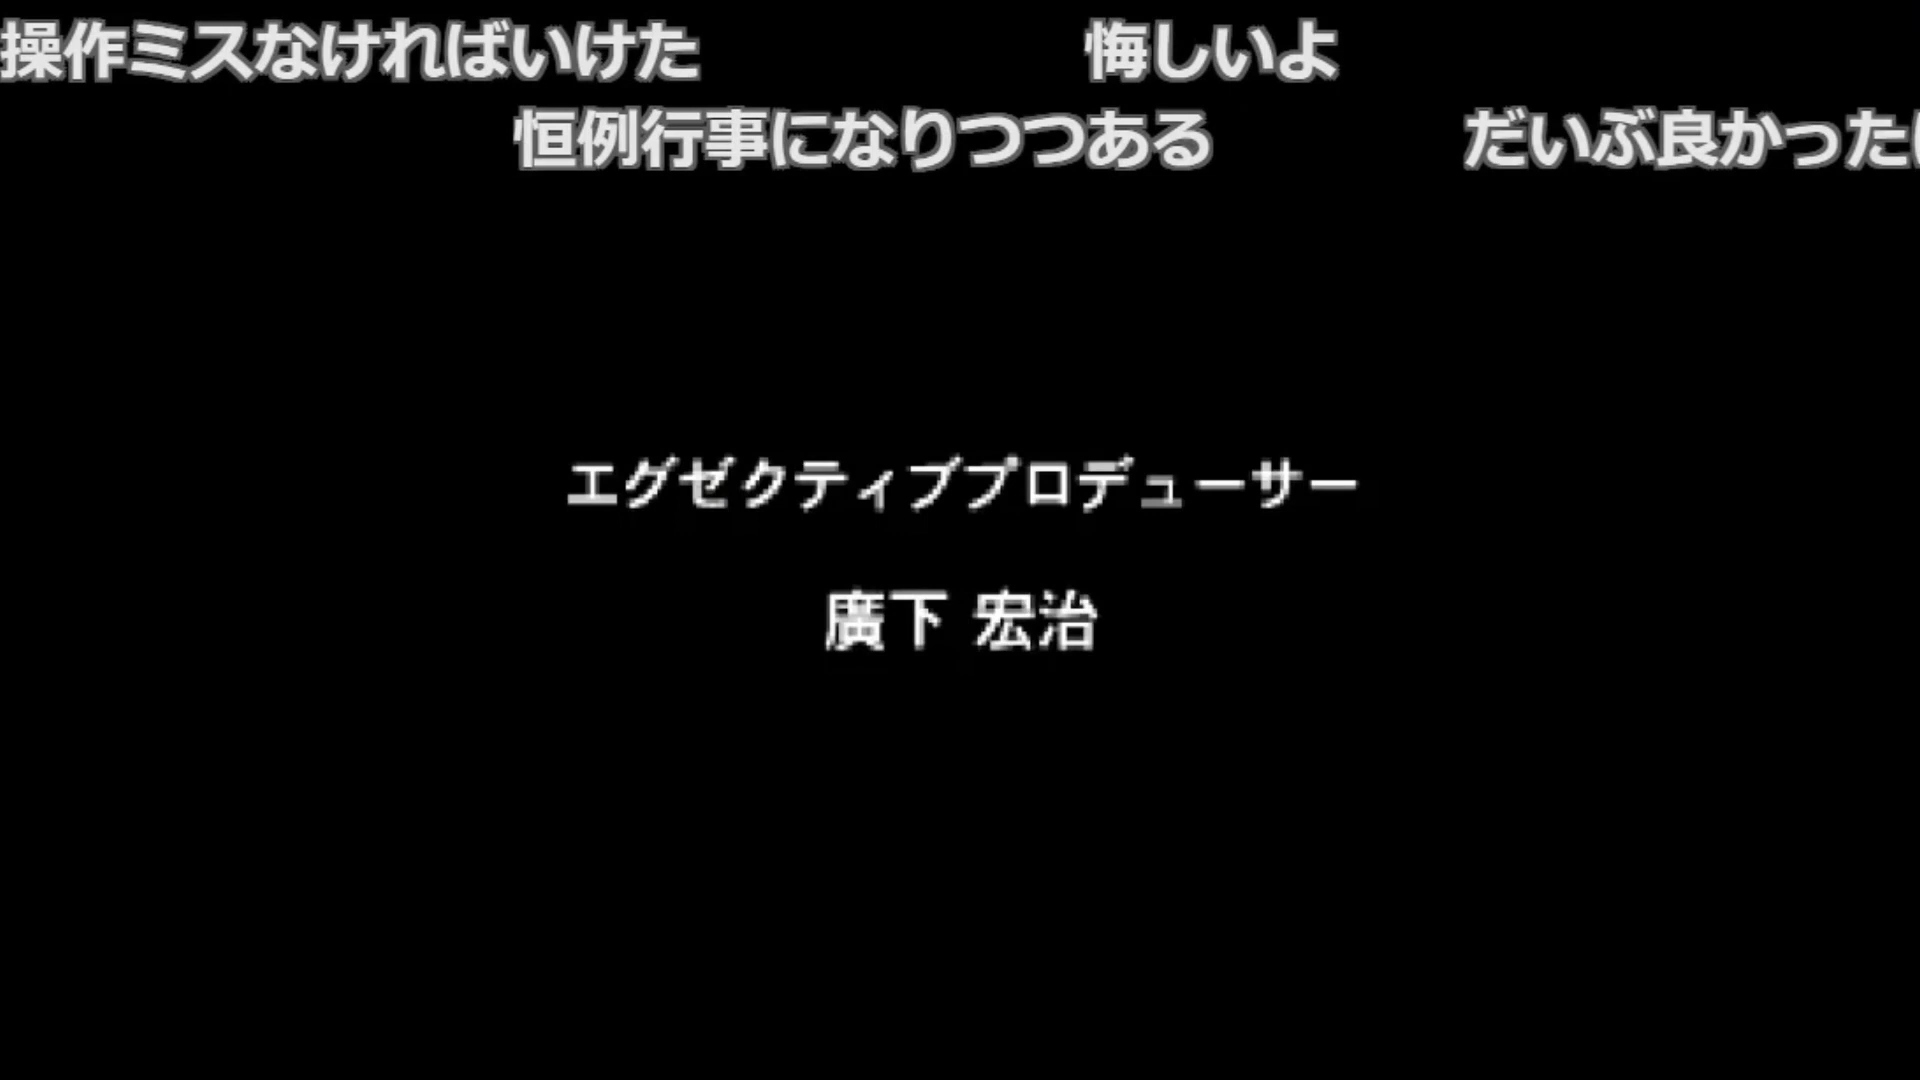 操作ミスなければいけた
悔しいよ
恒例行事になりつつある
だいぶ良かった
エグゼクティブプロデューサー
廣下 宏治